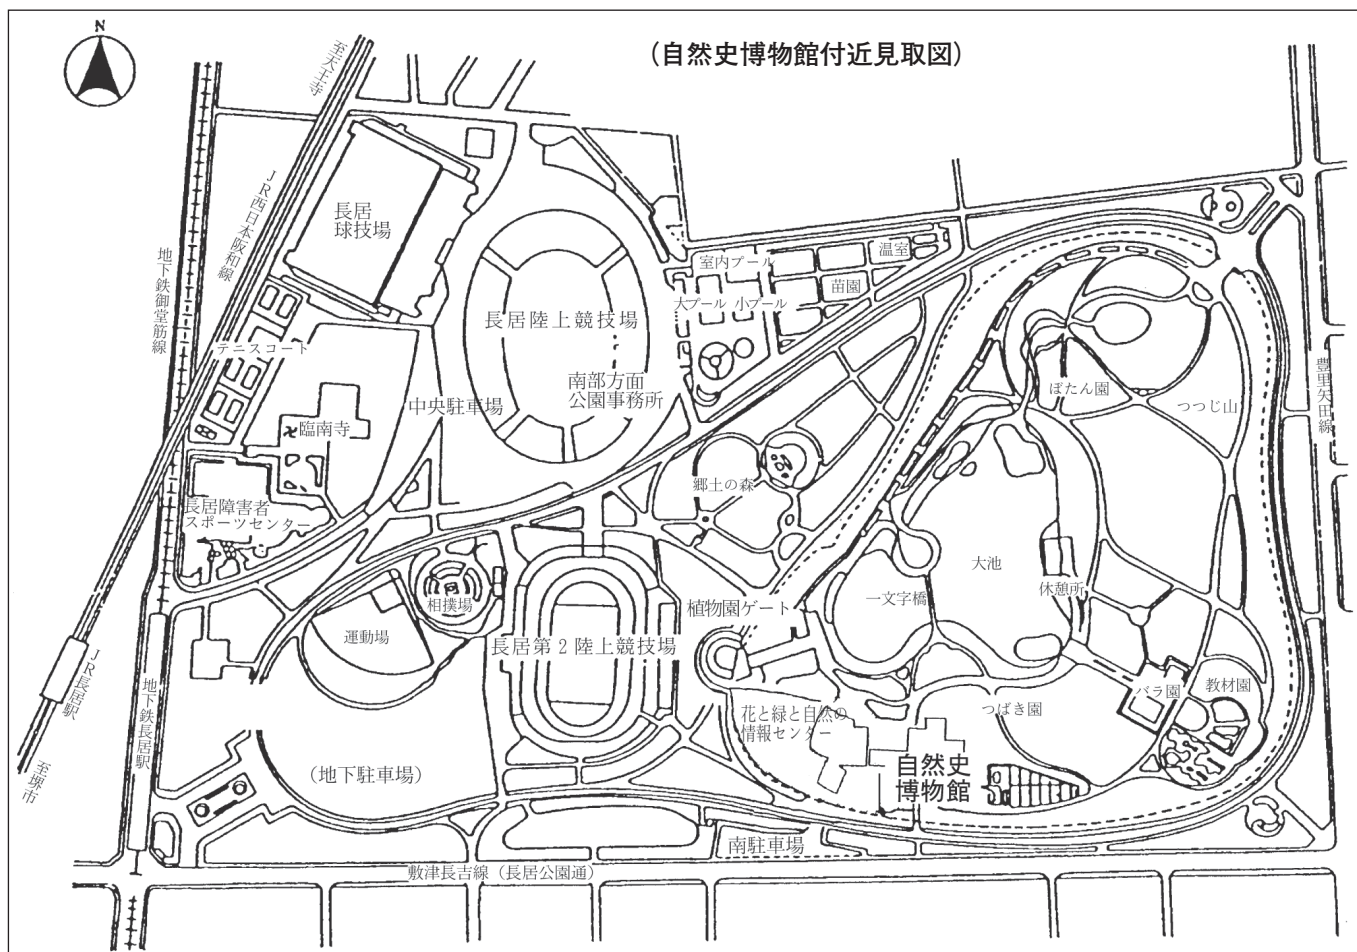 N
(自然史博物館付近見取図)
至天王寺
JR西日本阪和線
地下鉄御堂筋線
長居
球技場
室内プール
温室
苗園
大プール
小プール
長居陸上競技場
テニスコート
南部方面
公園事務所
中央駐車場
ぼたん園
つつじ山
豊里矢田線
臨南寺
郷土の森
長居障害者
スポーツセンター
大池
休憩所
一文字橋
相撲場
植物園ゲート
運動場
長居第2陸上競技場
JR長居駅
地下鉄長居駅
至堺市
バラ園
教材園
つばき園
花と緑と自然の
情報センター
(地下駐車場)
自然史
博物館
南駐車場
敷津長吉線(長居公園通)